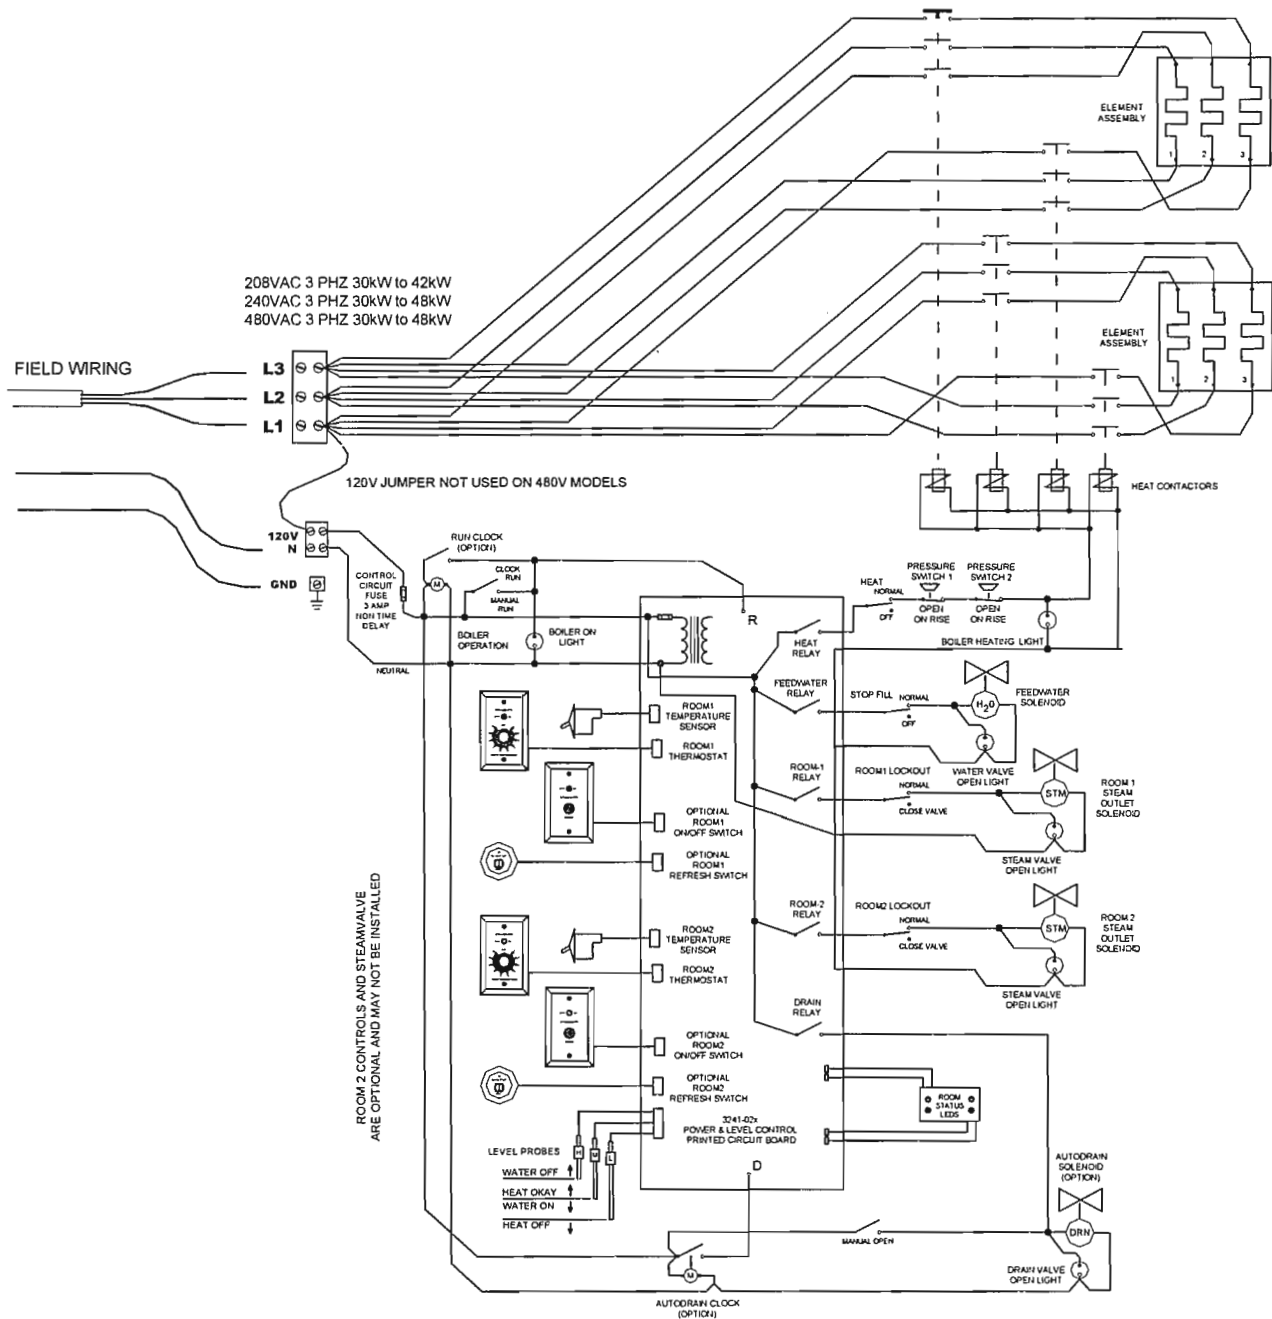 ELEMENT
ASSEMBLY
1
2
3
208VAC 3 PHZ 30kW to 42kW
240VAC 3 PHZ 30kW to 48kW
480VAC 3 PHZ 30kW to 48kW
ELEMENT
ASSEMBLY
1
2
3
FIELD WIRING
L3
L2
L1
120V JUMPER NOT USED ON 480V MODELS
HEAT CONTACTORS
120V
N
GND
RUN CLOCK
(OPTION)
M
CLOCK
RUN
MANUAL
RUN
CONTROL
CIRCUIT
FUSE
3 AMP
NON TIME
DELAY
BOILER
OPERATION
BOILER ON
LIGHT
NEUTRAL
R
HEAT
RELAY
HEAT
NORMAL
OFF
PRESSURE
SWITCH 1
OPEN
ON RISE
PRESSURE
SWITCH 2
OPEN
ON RISE
BOILER HEATING LIGHT
FEEDWATER
RELAY
STOP FILL
NORMAL
OFF
H20
FEEDWATER
SOLENOID
WATER VALVE
OPEN LIGHT
ROOM1
TEMPERATURE
SENSOR
ROOM1
THERMOSTAT
ROOM-1
RELAY
ROOM1 LOCKOUT
NORMAL
CLOSE VALVE
STM
ROOM 1
STEAM
OUTLET
SOLENOID
STEAM VALVE
OPEN LIGHT
OPTIONAL
ROOM1
ON/OFF SWITCH
OPTIONAL
ROOM1
REFRESH SWITCH
ROOM 2 CONTROLS AND STEAMVALVE
ARE OPTIONAL AND MAY NOT BE INSTALLED
ROOM2
TEMPERATURE
SENSOR
ROOM2
THERMOSTAT
ROOM-2
RELAY
ROOM2 LOCKOUT
NORMAL
CLOSE VALVE
STM
ROOM 2
STEAM
OUTLET
SOLENOID
STEAM VALVE
OPEN LIGHT
DRAIN
RELAY
OPTIONAL
ROOM2
ON/OFF SWITCH
OPTIONAL
ROOM2
REFRESH SWITCH
ROOM
STATUS
LEDS
3241-02x
POWER & LEVEL CONTROL
PRINTED CIRCUIT BOARD
LEVEL PROBES
H
M
L
WATER OFF
HEAT OKAY
WATER ON
HEAT OFF
D
AUTODRAIN
SOLENOID
(OPTION)
DRN
MANUAL OPEN
DRAIN VALVE
OPEN LIGHT
M
AUTODRAIN CLOCK
(OPTION)